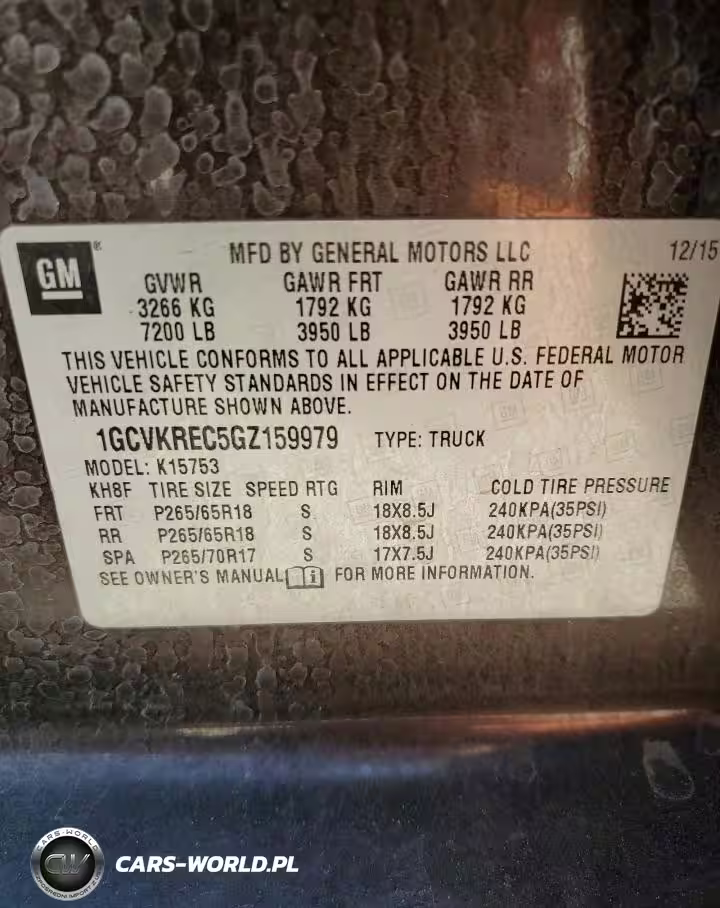 GM ® MFD BY GENERAL MOTORS LLC 12/15
GVWR GAWR FRT GAWR RR
3266 KG 1792 KG 1792 KG
7200 LB 3950 LB 3950 LB
THIS VEHICLE CONFORMS TO ALL APPLICABLE U.S. FEDERAL MOTOR
VEHICLE SAFETY STANDARDS IN EFFECT ON THE DATE OF
MANUFACTURE SHOWN ABOVE.
1GCVKREC5GZ159979 TYPE: TRUCK
MODEL: K15753
KH8F TIRE SIZE SPEED RTG RIM COLD TIRE PRESSURE
FRT P265/65R18 S 18X8.5J 240KPA(35PSI)
RR P265/65R18 S 18X8.5J 240KPA(35PSI)
SPA P265/70R17 S 17X7.5J 240KPA(35PSI)
SEE OWNER'S MANUAL FOR MORE INFORMATION.
CARS-WORLD
CW
CARS-WORLD.PL